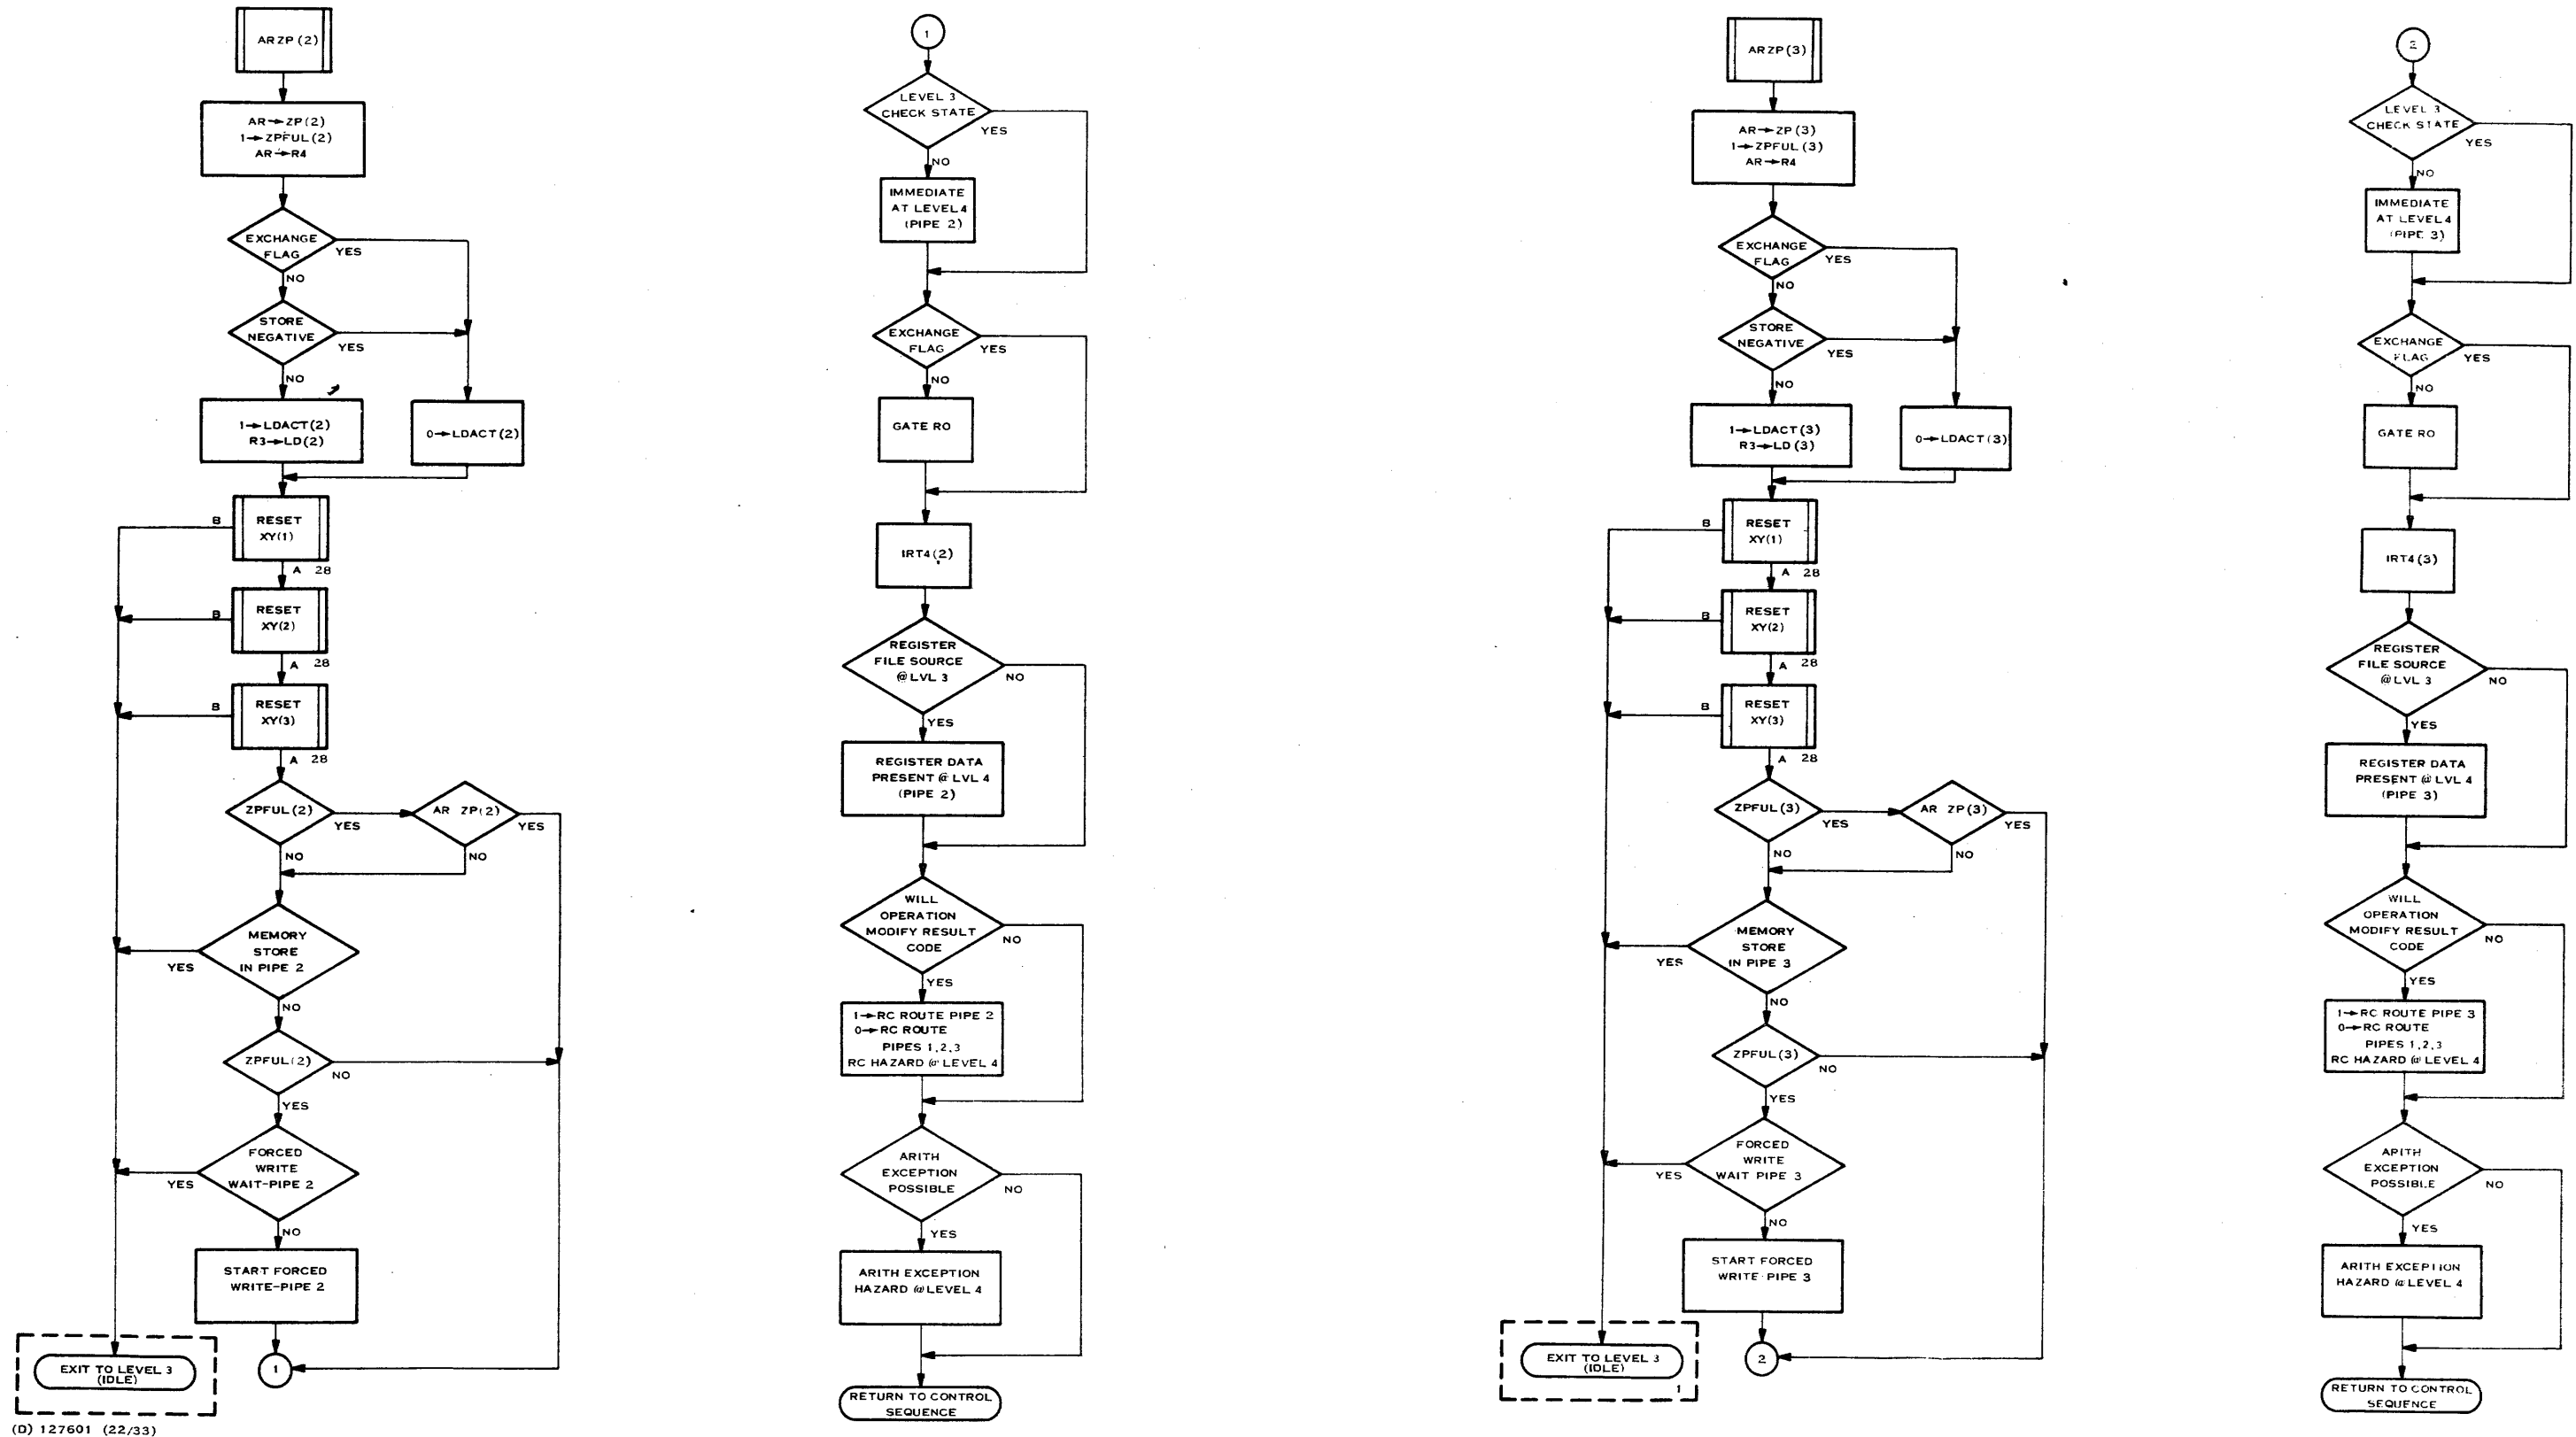 ARZP(2)
AR→ZP(2)
1→ZPFUL(2)
AR→R4
EXCHANGE
FLAG
YES
NO
STORE
NEGATIVE
YES
NO
1→LDACT(2)
R3→LD(2)
0→LDACT(2)
RESET
XY(1)
B
A 28
RESET
XY(2)
B
A 28
RESET
XY(3)
B
A 28
ZPFUL(2)
YES
NO
AR ZP(2)
YES
NO
MEMORY
STORE
IN PIPE 2
YES
NO
ZPFUL(2)
NO
YES
FORCED
WRITE
WAIT-PIPE 2
YES
NO
START FORCED
WRITE-PIPE 2
EXIT TO LEVEL 3
(IDLE)
1
(D) 127601 (22/33)
1
LEVEL 3
CHECK STATE
YES
NO
IMMEDIATE
AT LEVEL 4
(PIPE 2)
EXCHANGE
FLAG
YES
NO
GATE RO
IRT4(2)
REGISTER
FILE SOURCE
@ LVL 3
NO
YES
REGISTER DATA
PRESENT @ LVL 4
(PIPE 2)
WILL
OPERATION
MODIFY RESULT
CODE
NO
YES
1→RC ROUTE PIPE 2
0→RC ROUTE
PIPES 1,2,3
RC HAZARD @ LEVEL 4
ARITH
EXCEPTION
POSSIBLE
NO
YES
ARITH EXCEPTION
HAZARD @ LEVEL 4
RETURN TO CONTROL
SEQUENCE
ARZP(3)
AR→ZP(3)
1→ZPFUL(3)
AR→R4
EXCHANGE
FLAG
YES
NO
STORE
NEGATIVE
YES
NO
1→LDACT(3)
R3→LD(3)
0→LDACT(3)
RESET
XY(1)
B
A 28
RESET
XY(2)
B
A 28
RESET
XY(3)
B
A 28
ZPFUL(3)
YES
NO
AR ZP(3)
YES
NO
MEMORY
STORE
IN PIPE 3
YES
NO
ZPFUL(3)
NO
YES
FORCED
WRITE
WAIT PIPE 3
YES
NO
START FORCED
WRITE-PIPE 3
EXIT TO LEVEL 3
(IDLE)
1
2
2
LEVEL 3
CHECK STATE
YES
NO
IMMEDIATE
AT LEVEL 4
(PIPE 3)
EXCHANGE
FLAG
YES
NO
GATE RO
IRT4(3)
REGISTER
FILE SOURCE
@ LVL 3
NO
YES
REGISTER DATA
PRESENT @ LVL 4
(PIPE 3)
WILL
OPERATION
MODIFY RESULT
CODE
NO
YES
1→RC ROUTE PIPE 3
0→RC ROUTE
PIPES 1,2,3
RC HAZARD @ LEVEL 4
ARITH
EXCEPTION
POSSIBLE
NO
YES
ARITH EXCEPTION
HAZARD @ LEVEL 4
RETURN TO CONTROL
SEQUENCE